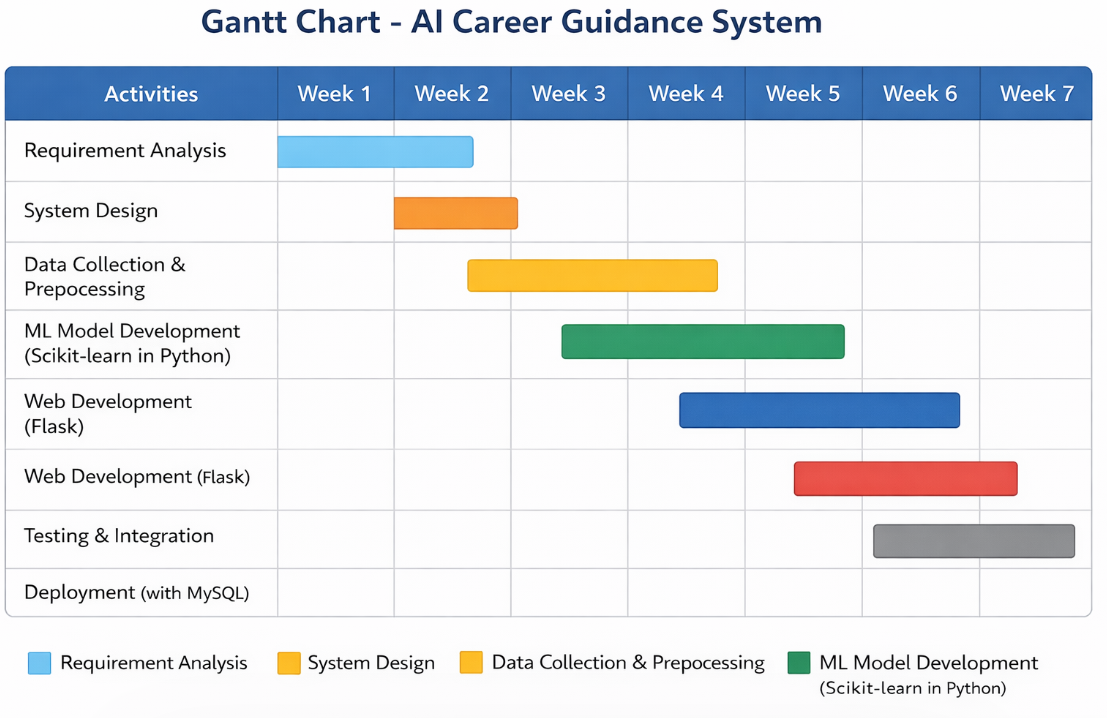 Gantt Chart - AI Career Guidance System
Activities Week 1 Week 2 Week 3 Week 4 Week 5 Week 6 Week 7
Requirement Analysis
System Design
Data Collection &
Prepocessing
ML Model Development
(Scikit-learn in Python)
Web Development
(Flask)
Web Development (Flask)
Testing & Integration
Deployment (with MySQL)
Requirement Analysis System Design Data Collection & Prepocessing ML Model Development
(Scikit-learn in Python)